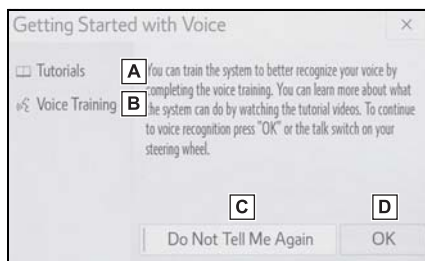 Getting Started with Voice ×
Tutorials
A
Voice Training
B
You can train the system to better recognize your voice by
completing the voice training. You can learn more about what
the system can do by watching the tutorial videos. To continue
to voice recognition press "OK" or the talk switch on your
steering wheel.
C
D
Do Not Tell Me Again
OK